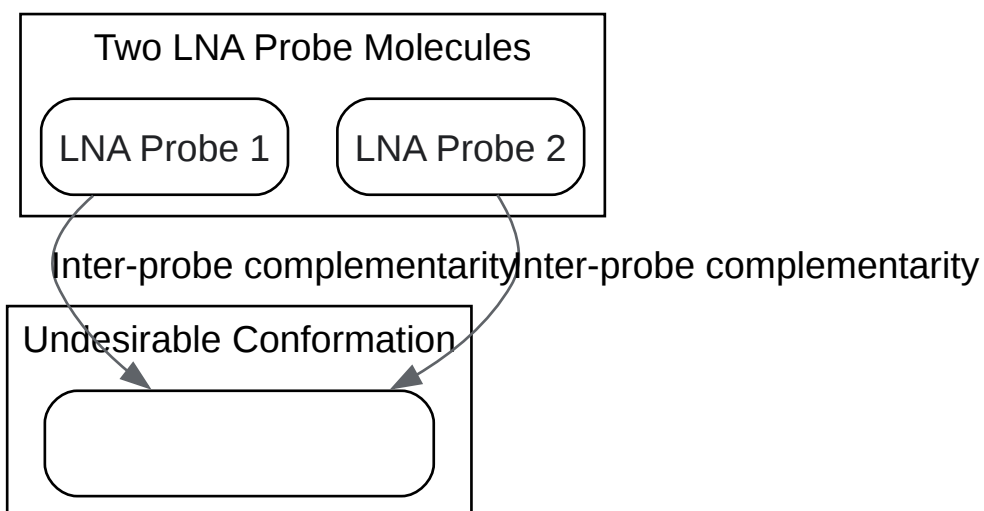 Two LNA Probe Molecules
LNA Probe 1
LNA Probe 2
Inter-probe complementarity
Inter-probe complementarity
Undesirable Conformation